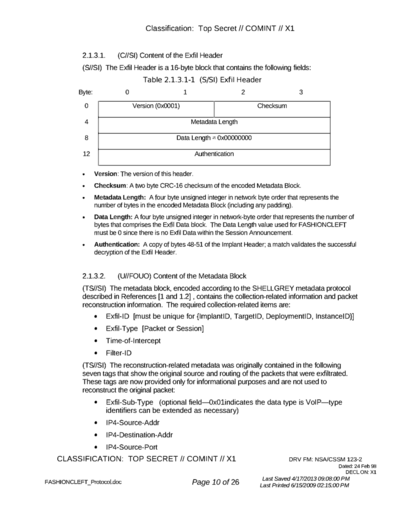 Classification: Top Secret // COMINT // X1
2.1.3.1. (C//SI) Content of the Exfil Header
(S//SI) The Exfil Header is a 16-byte block that contains the following fields:
Table 2.1.3.1-1 (S//SI) Exfil Header
Byte: 0 1 2 3
0 Version (0x0001) Checksum
4 Metadata Length
8 Data Length = 0x00000000
12 Authentication
• Version: The version of this header.
• Checksum: A two byte CRC-16 checksum of the encoded Metadata Block.
• Metadata Length: A four byte unsigned integer in network byte order that represents the
number of bytes in the encoded Metadata Block (including any padding).
• Data Length: A four byte unsigned integer in network-byte order that represents the number of
bytes that comprises the Exfil Data block. The Data Length value used for FASHIONCLEFT
must be 0 since there is no Exfil Data within the Session Announcement.
• Authentication: A copy of bytes 48-51 of the Implant Header; a match validates the successful
decryption of the Exfil Header.
2.1.3.2. (U//FOUO) Content of the Metadata Block
(TS//SI) The metadata block, encoded according to the SHELLGREY metadata protocol
described in References [1 and 1.2] , contains the collection-related information and packet
reconstruction information. The required collection-related items are:
• Exfil-ID [must be unique for {ImplantID, TargetID, DeploymentID, InstanceID}]
• Exfil-Type [Packet or Session]
• Time-of-Intercept
• Filter-ID
(TS//SI) The reconstruction-related metadata was originally contained in the following
seven tags that show the original source and routing of the packets that were exfiltrated.
These tags are now provided only for informational purposes and are not used to
reconstruct the original packet:
• Exfil-Sub-Type (optional field—0x01indicates the data type is VoIP—type
identifiers can be extended as necessary)
• IP4-Source-Addr
• IP4-Destination-Addr
• IP4-Source-Port
CLASSIFICATION: TOP SECRET // COMINT // X1
DRV FM: NSA/CSSM 123-2
Dated: 24 Feb 98
DECL ON: X1
FASHIONCLEFT_Protocol.doc
Page 10 of 26
Last Saved 4/17/2013 09:08:00 PM
Last Printed 6/15/2009 02:15:00 PM